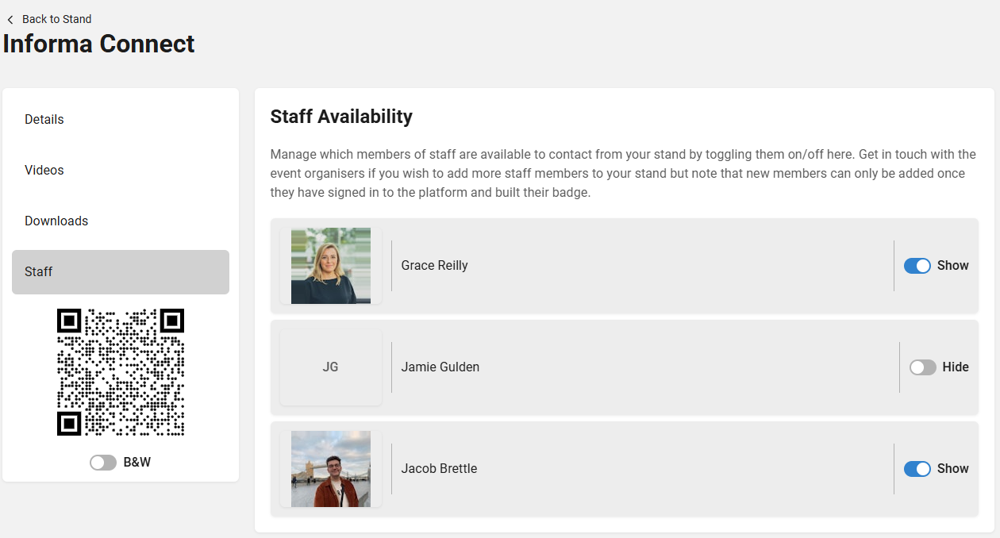 Back to Stand
Informa Connect
Details
Videos
Downloads
Staff
B&W
Staff Availability
Manage which members of staff are available to contact from your stand by toggling them on/off here. Get in touch with the
event organisers if you wish to add more staff members to your stand but note that new members can only be added once
they have signed in to the platform and built their badge.
Grace Reilly
Show
JG
Jamie Gulden
Hide
Jacob Brettle
Show